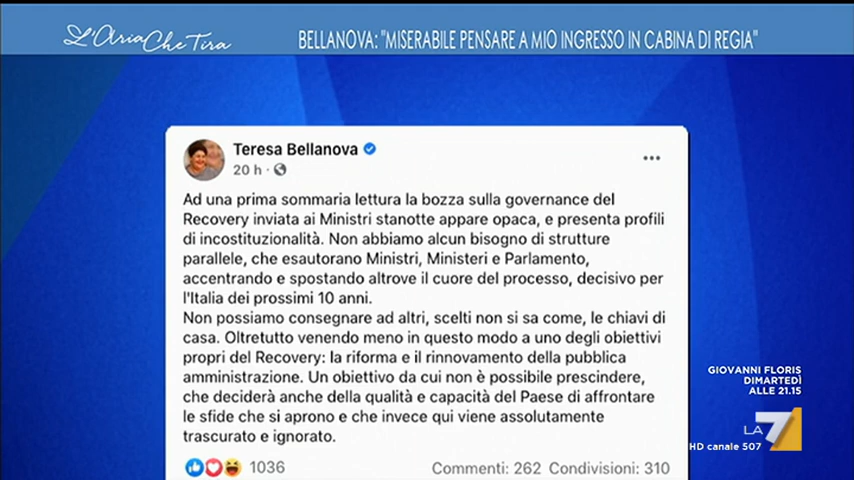 L'Aria Che Tira
BELLANOVA: "MISERABILE PENSARE A MIO INGRESSO IN CABINA DI REGIA"
Teresa Bellanova
20 h ·
Ad una prima sommaria lettura la bozza sulla governance del
Recovery inviata ai Ministri stanotte appare opaca, e presenta profili
di incostituzionalità. Non abbiamo alcun bisogno di strutture
parallele, che esautorano Ministri, Ministeri e Parlamento,
accentrando e spostando altrove il cuore del processo, decisivo per
l'Italia dei prossimi 10 anni.
Non possiamo consegnare ad altri, scelti non si sa come, le chiavi di
casa. Oltretutto venendo meno in questo modo a uno degli obiettivi
propri del Recovery: la riforma e il rinnovamento della pubblica
amministrazione. Un obiettivo da cui non è possibile prescindere,
che deciderà anche della qualità e capacità del Paese di affrontare
le sfide che si aprono e che invece qui viene assolutamente
trascurato e ignorato.
1036
Commenti: 262 Condivisioni: 310
GIOVANNI FLORIS
DIMARTEDÌ
ALLE 21.15
LA 7
HD canale 507